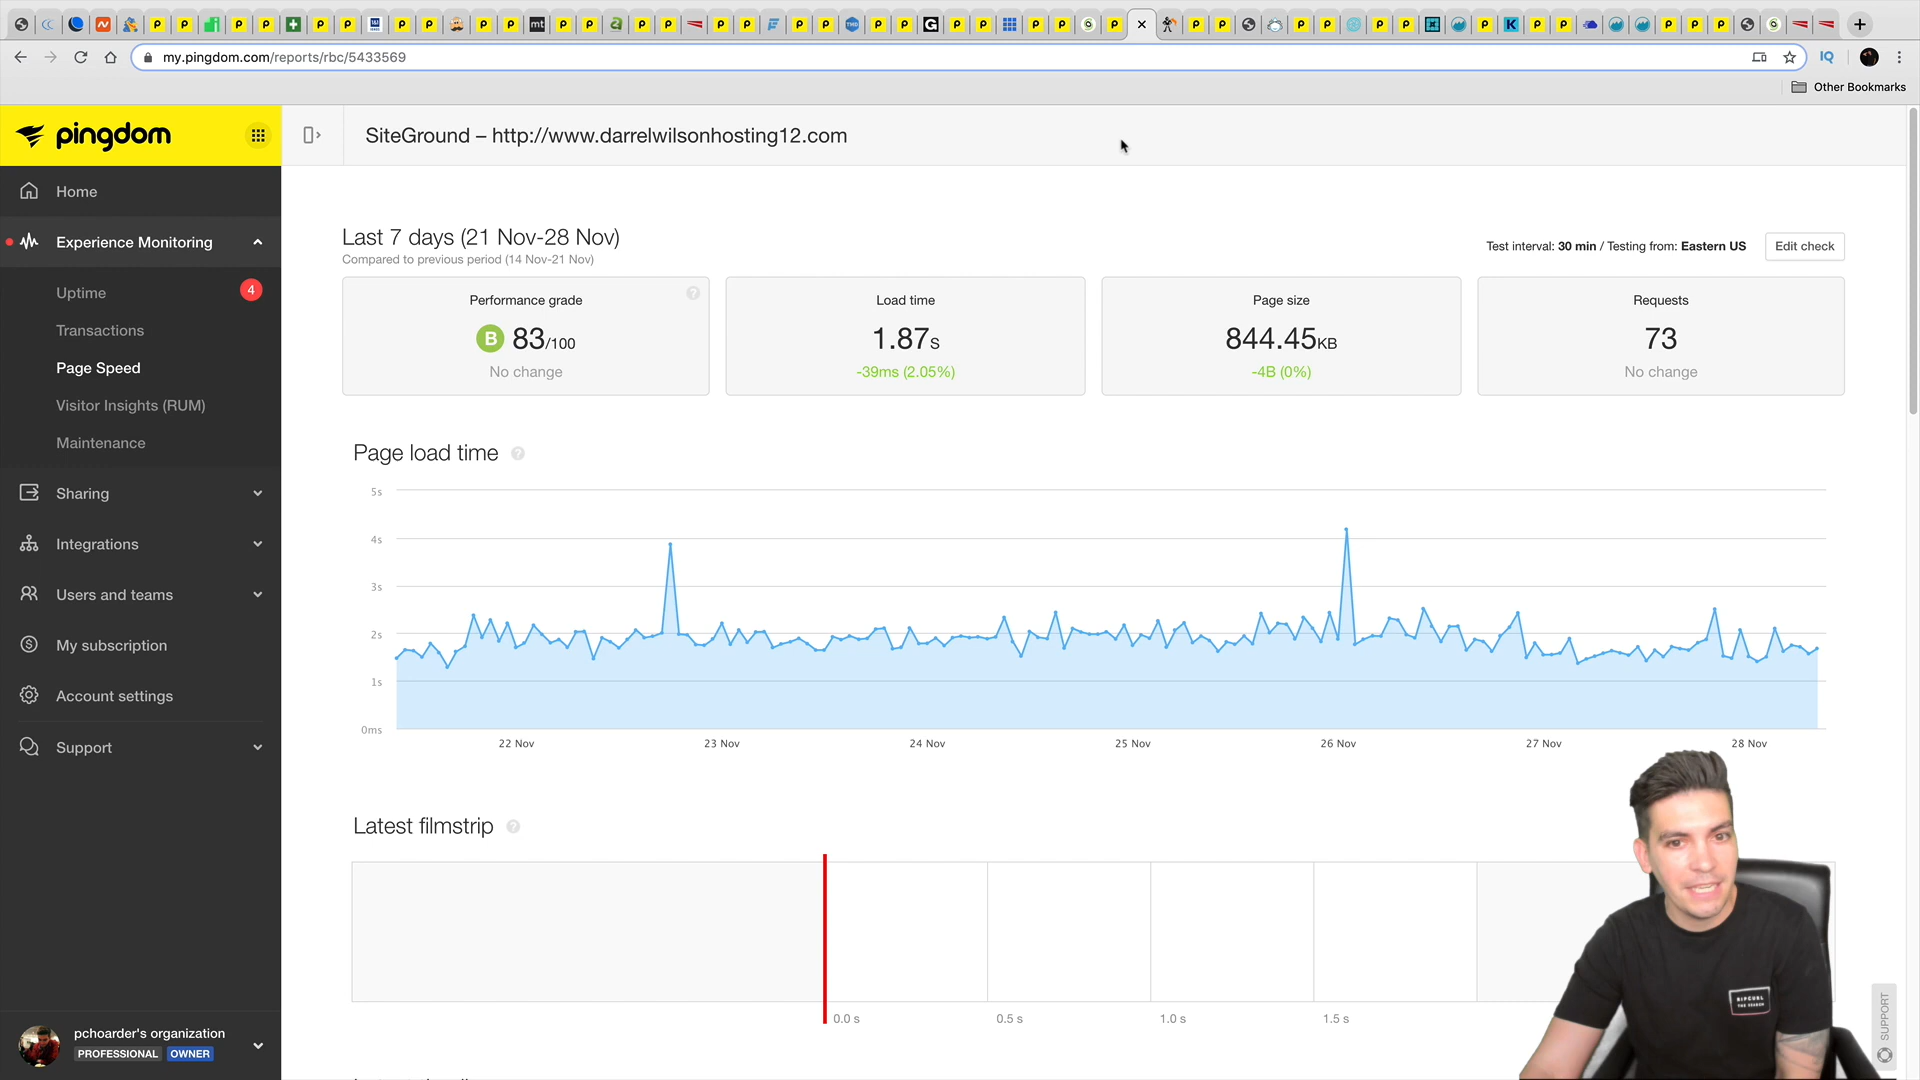 my.pingdom.com/reports/rbc/5433569
IQ
Other Bookmarks
pingdom
SiteGround – http://www.darrelwilsonhosting12.com
Home
Experience Monitoring
Uptime
4
Transactions
Page Speed
Visitor Insights (RUM)
Maintenance
Sharing
Integrations
Users and teams
My subscription
Account settings
Support
pchoarder's organization
PROFESSIONAL OWNER
Last 7 days (21 Nov-28 Nov)
Compared to previous period (14 Nov-21 Nov)
Test interval: 30 min / Testing from: Eastern US
Edit check
Performance grade
B 83/100
No change
Load time
1.87s
-39ms (2.05%)
Page size
844.45KB
-4B (0%)
Requests
73
No change
Page load time
5s
4s
3s
2s
1s
0ms
22 Nov 23 Nov 24 Nov 25 Nov 26 Nov 27 Nov 28 Nov
Latest filmstrip
0.0 s 0.5 s 1.0 s 1.5 s
RIPCURL
SUPPORT